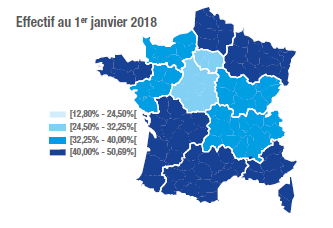 Effectif au 1er janvier 2018
[12,80% - 24,50%[
[24,50% - 32,25%[
[32,25% - 40,00%[
[40,00% - 50,69%[